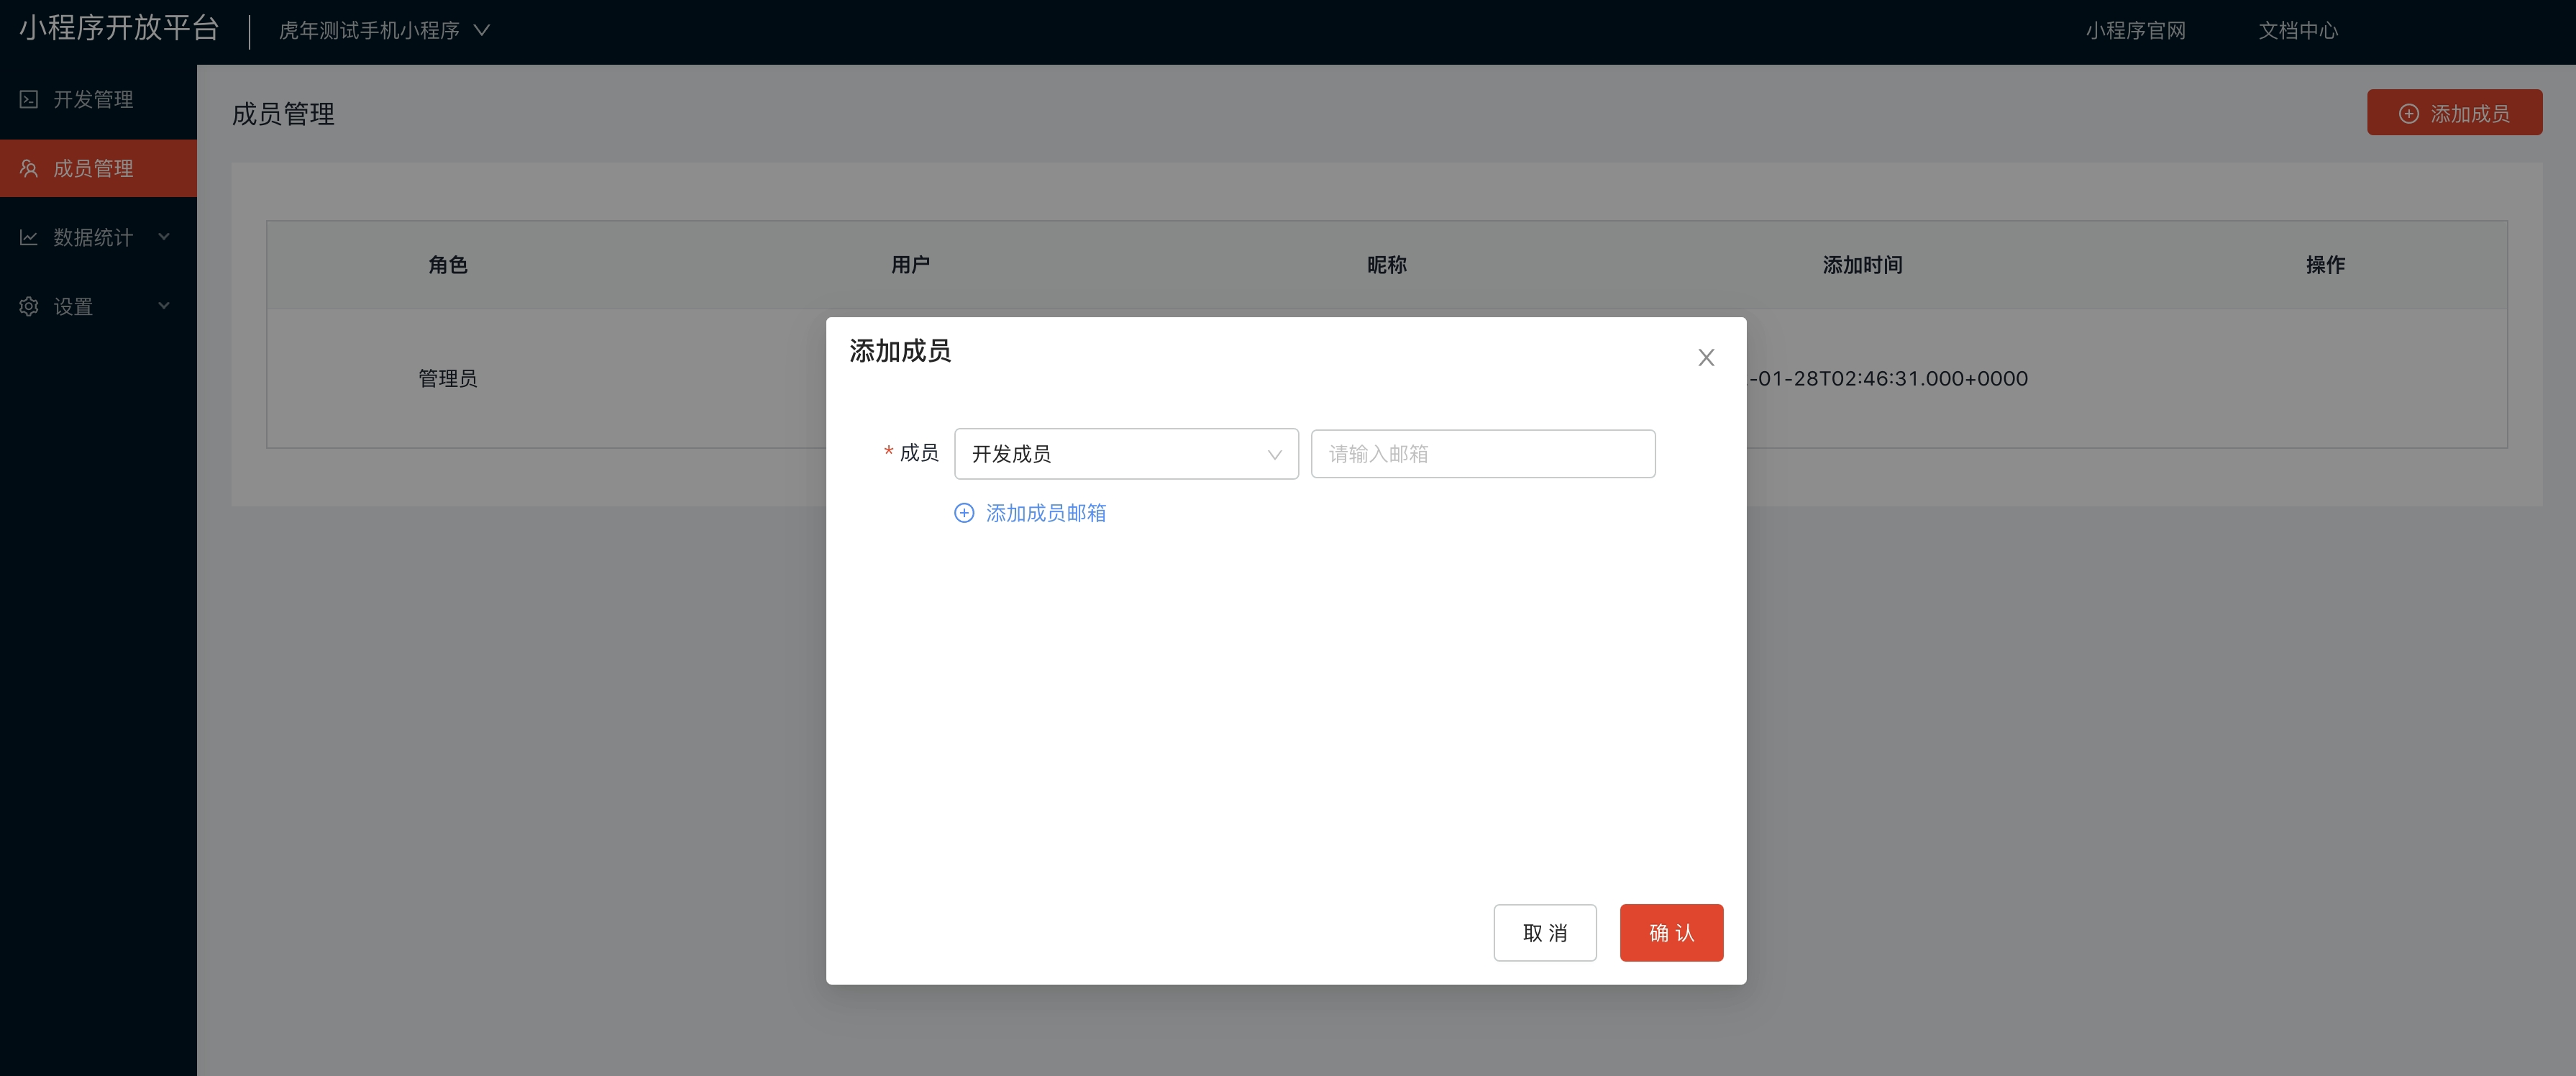 小程序开放平台 虎年测试手机小程序 小程序官网 文档中心
开发管理
成员管理
数据统计
设置
成员管理 添加成员
角色 用户 昵称 添加时间 操作
管理员 -01-28T02:46:31.000+0000
添加成员
* 成员 开发成员 请输入邮箱
添加成员邮箱
取 消 确 认